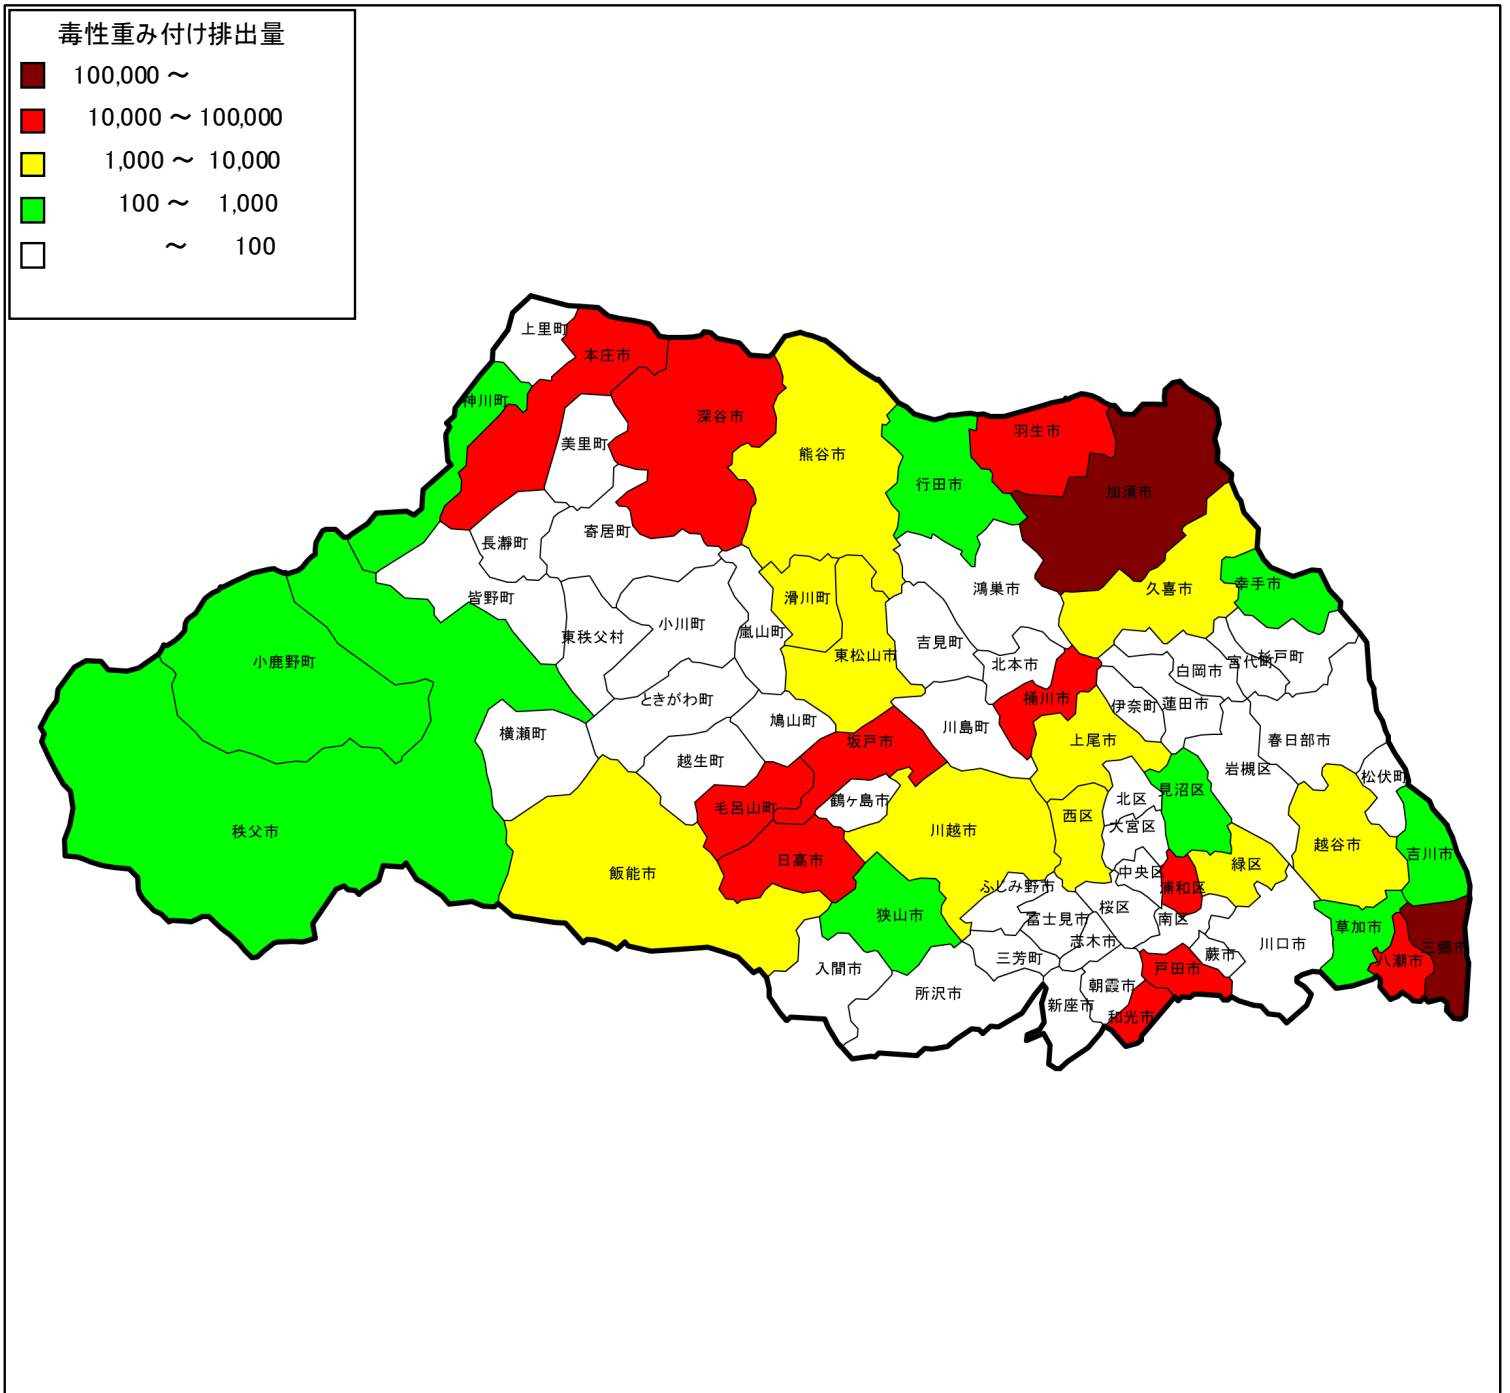 毒性重み付け排出量
100,000 ~
10,000 ~ 100,000
1,000 ~ 10,000
100 ~ 1,000
~ 100
上里町
本庄市
神川町
深谷市
美里町
熊谷市
羽生市
行田市
加須市
寄居町
長瀞町
鴻巣市
久喜市
幸手市
皆野町
滑川町
東秩父村
小川町
嵐山町
吉見町
東松山市
北本市
小鹿野町
白岡市
宮代町
杉戸町
ときがわ町
桶川市
伊奈町
蓮田市
横瀬町
鳩山町
川島町
坂戸市
上尾市
春日部市
越生町
岩槻区
松伏町
見沼区
北区
鶴ヶ島市
毛呂山町
西区
大宮区
秩父市
川越市
越谷市
吉川市
日高市
緑区
飯能市
中央区
ふじみ野市
浦和区
狭山市
桜区
富士見市
南区
草加市
志木市
川口市
三郷市
蕨市
三芳町
八潮市
入間市
戸田市
朝霞市
所沢市
新座市
和光市